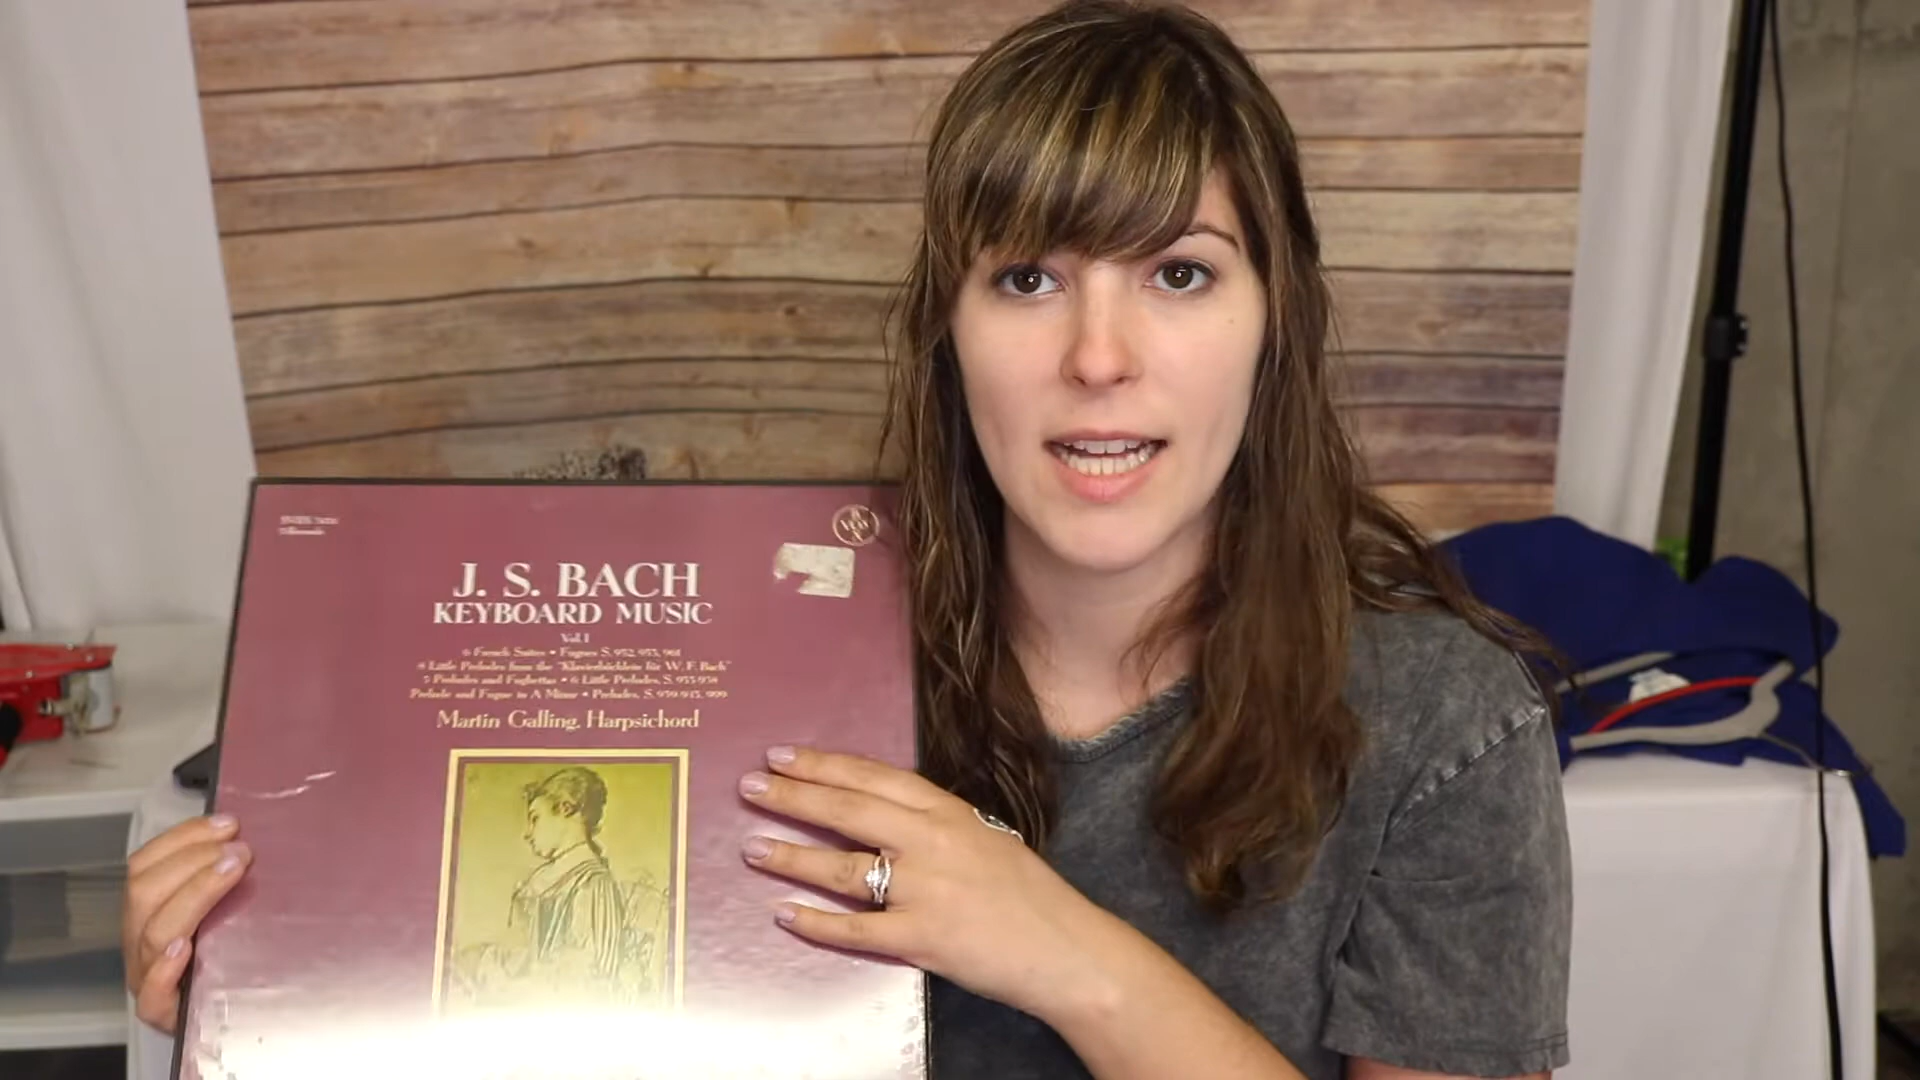 VOX
J. S. BACH
KEYBOARD MUSIC
Vol. I
6 French Suites • Fugues S. 952, 953, 961
8 Little Preludes from the "Klavierbüchlein für W. F. Bach"
5 Preludes and Fughettas • 6 Little Preludes, S. 933-938
Prelude and Fugue in A Minor • Preludes, S. 939-943, 999
Martin Galling, Harpsichord